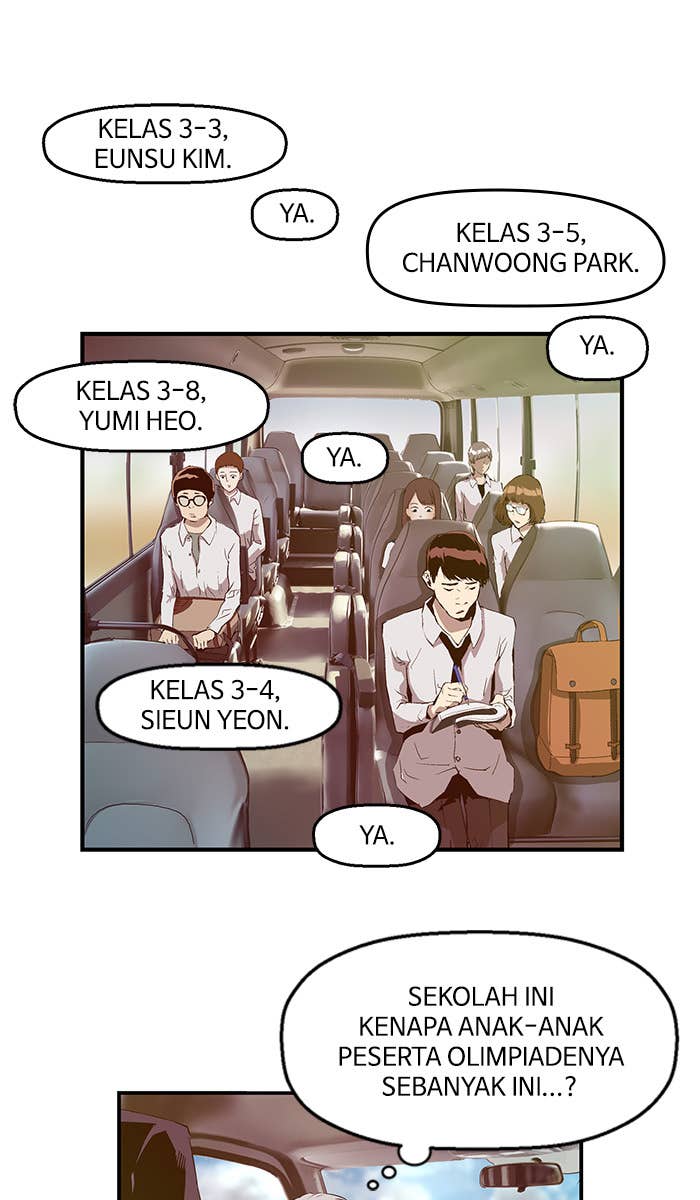 KELAS 3-3,
EUNSU KIM.
YA.
KELAS 3-5,
CHANWOONG PARK.
YA.
KELAS 3-8,
YUMI HEO.
YA.
KELAS 3-4,
SIEUN YEON.
YA.
SEKOLAH INI
KENAPA ANAK-ANAK
PESERTA OLIMPIADENYA
SEBANYAK INI...?